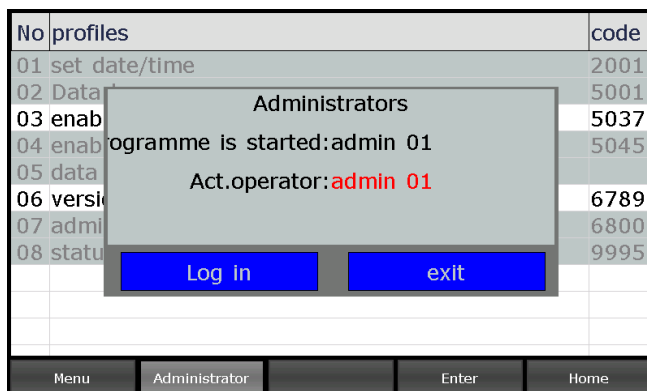 No profiles code
01 set date/time 2001
02 Data 5001
03 enab 5037
04 enab 5045
05 data
06 versi 6789
07 admi 6800
08 statu 9995
Administrators
rogramme is started:admin 01
Act.operator:admin 01
Log in exit
Menu Administrator Enter Home